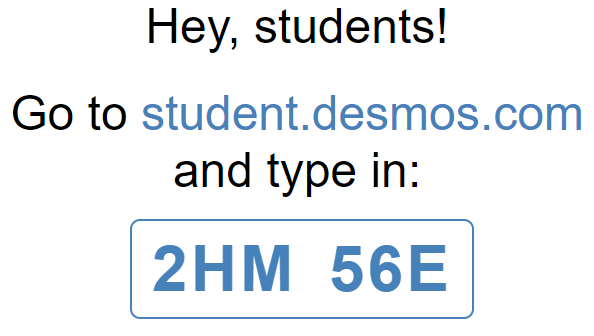 Hey, students!
Go to student.desmos.com
and type in:
2HM 56E